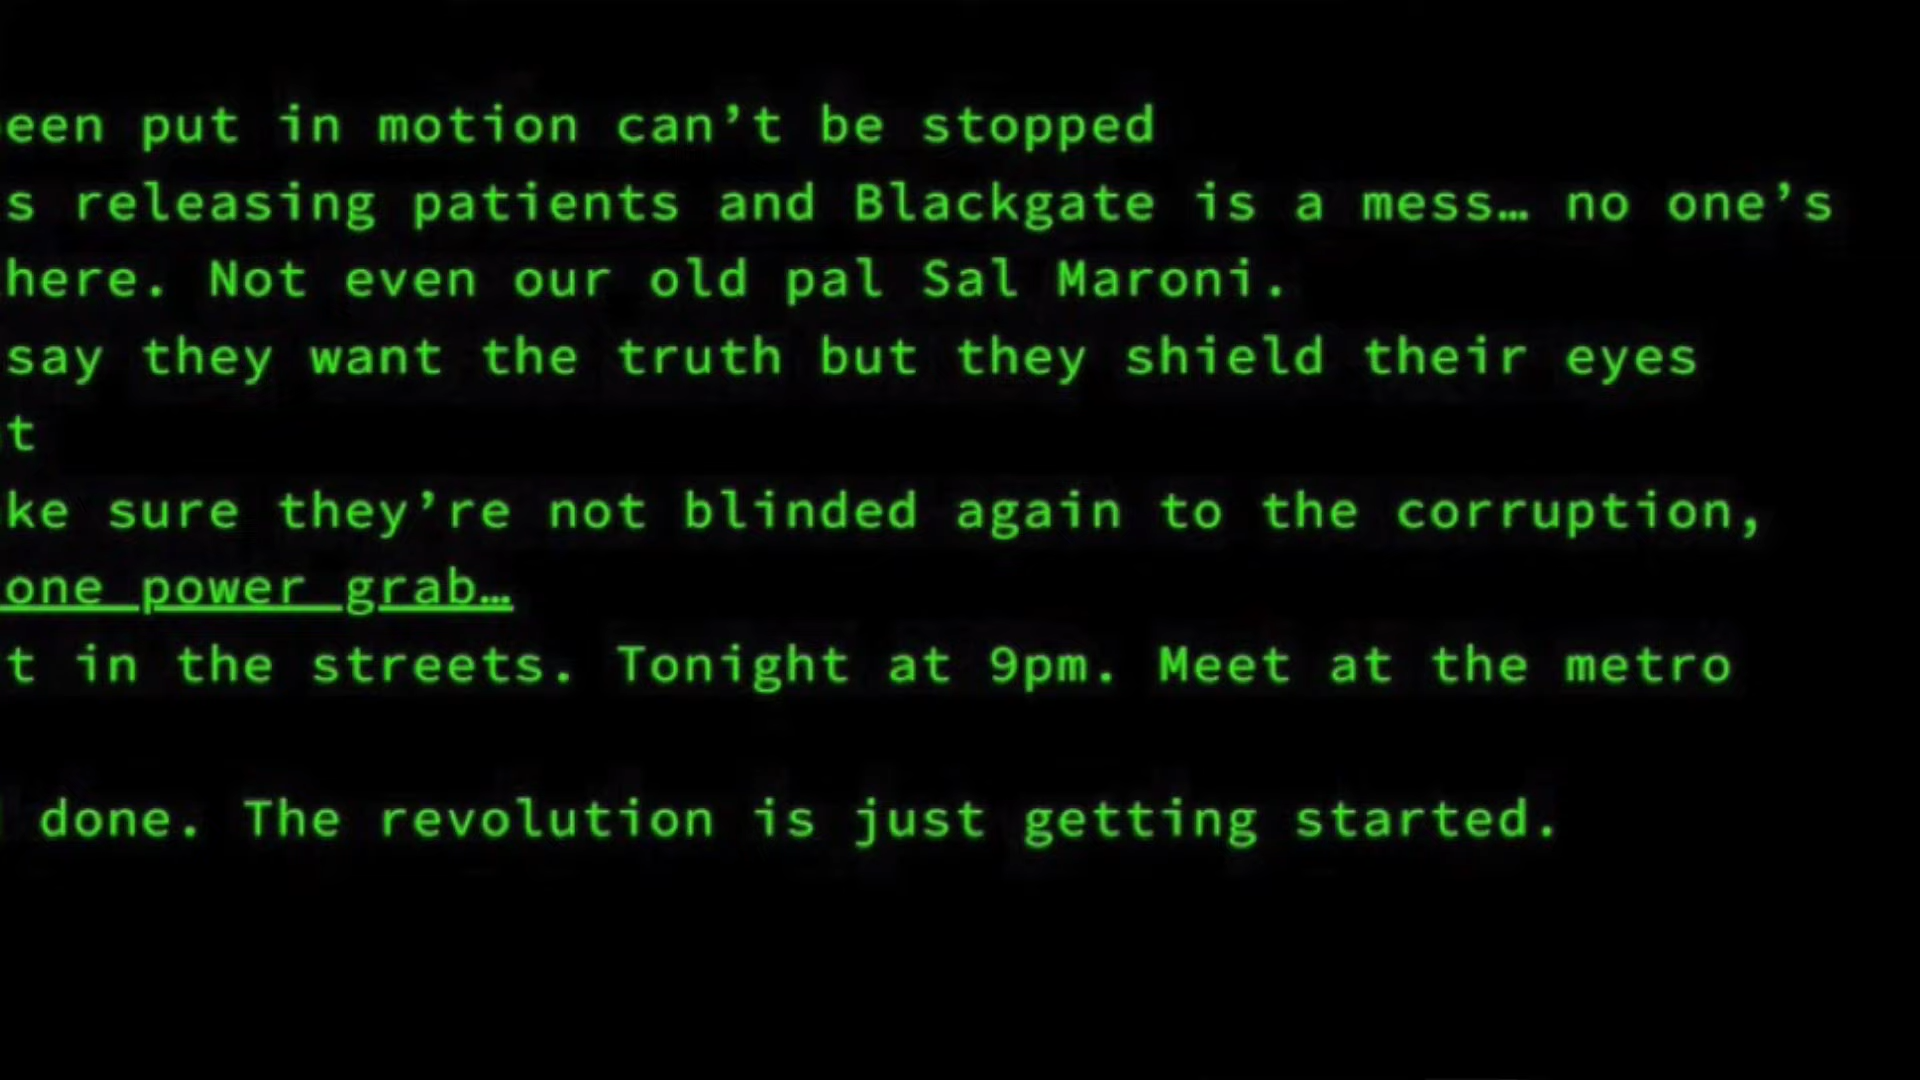 een put in motion can’t be stopped
s releasing patients and Blackgate is a mess… no one’s
here. Not even our old pal Sal Maroni.
say they want the truth but they shield their eyes
t
ke sure they’re not blinded again to the corruption,
one power grab…
t in the streets. Tonight at 9pm. Meet at the metro
done. The revolution is just getting started.